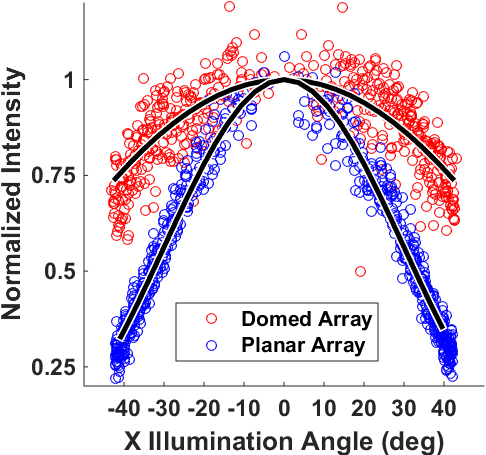 Normalized Intensity
1
0.75
0.5
0.25
Domed Array
Planar Array
-40 -30 -20 -10 0 10 20 30 40
X Illumination Angle (deg)